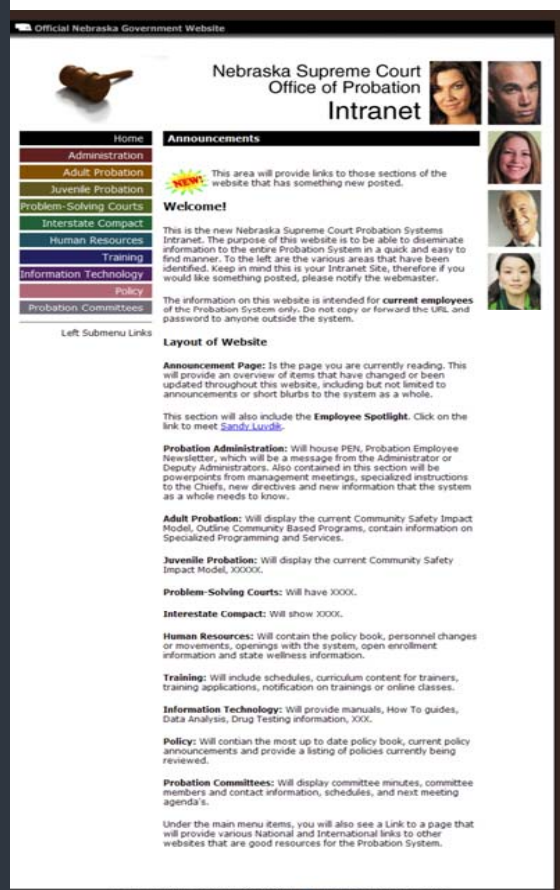 Official Nebraska Government Website
Nebraska Supreme Court
Office of Probation
Intranet
Home
Administration
Adult Probation
Juvenile Probation
Problem-Solving Courts
Interstate Compact
Human Resources
Training
Information Technology
Policy
Probation Committees
Left Submenu Links
Announcements
NEW!
This area will provide links to those sections of the
website that has something new posted.
Welcome!
This is the new Nebraska Supreme Court Probation Systems
Intranet. The purpose of this website is to be able to diseminate
information to the entire Probation System in a quick and easy to
find manner. To the left are the various areas that have been
identified. Keep in mind this is your Intranet Site, therefore if you
would like something posted, please notify the webmaster.
The information on this website is intended for current employees
of the Probation System only. Do not copy or forward the URL and
password to anyone outside the system.
Layout of Website
Announcement Page: Is the page you are currently reading. This
will provide an overview of items that have changed or been
updated throughout this website, including but not limited to
announcements or short blurbs to the system as a whole.
This section will also include the Employee Spotlight. Click on the
link to meet Sandy Luvdik.
Probation Administration: Will house PEN, Probation Employee
Newsletter, which will be a message from the Administrator or
Deputy Administrators. Also contained in this section will be
powerpoints from management meetings, specialized instructions
to the Chiefs, new directives and new information that the system
as a whole needs to know.
Adult Probation: Will display the current Community Safety Impact
Model, Outline Community Based Programs, contain information on
Specialized Programming and Services.
Juvenile Probation: Will display the current Community Safety
Impact Model, XXXXX.
Problem-Solving Courts: Will have XXXX.
Interestate Compact: Will show XXXX.
Human Resources: Will contain the policy book, personnel changes
or movements, openings with the system, open enrollment
information and state wellness information.
Training: Will include schedules, curriculum content for trainers,
training applications, notification on trainings or online classes.
Information Technology: Will provide manuals, How To guides,
Data Analysis, Drug Testing information, XXX.
Policy: Will contian the most up to date policy book, current policy
announcements and provide a listing of policies currently being
reviewed.
Probation Committees: Will display committee minutes, committee
members and contact information, schedules, and next meeting
agenda's.
Under the main menu items, you will also see a Link to a page that
will provide various National and International links to other
websites that are good resources for the Probation System.